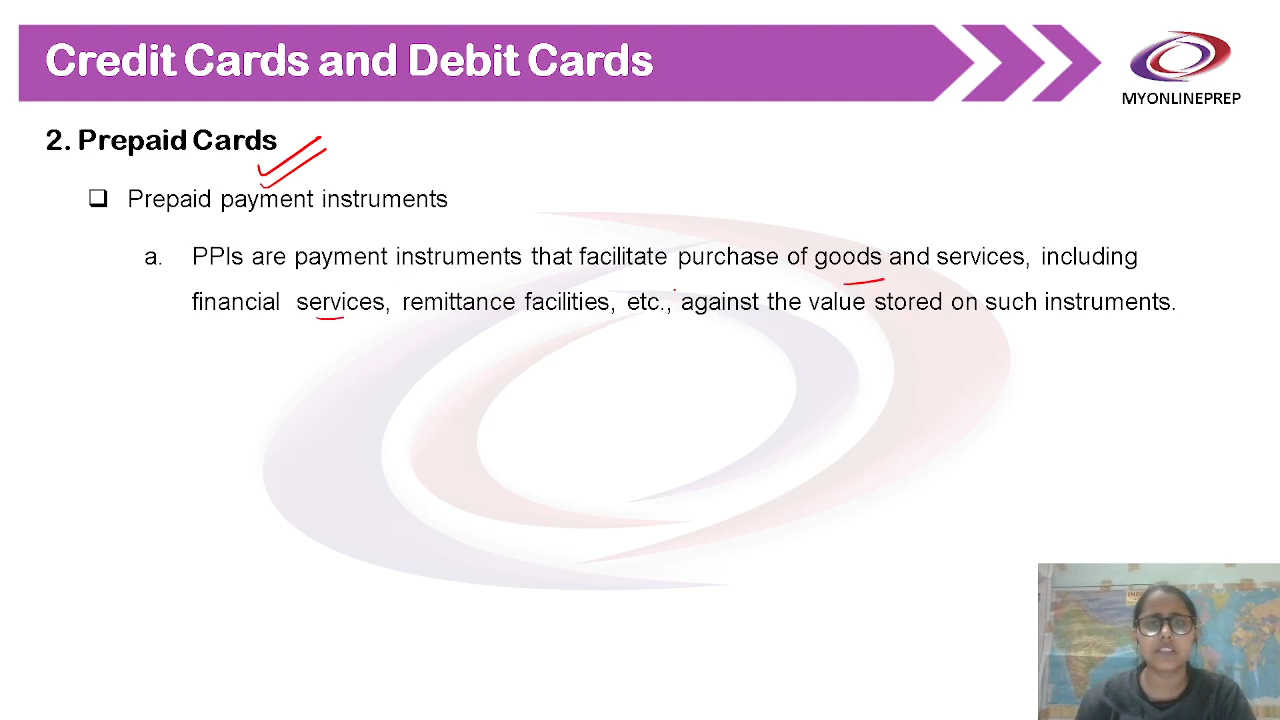 Credit Cards and Debit Cards
MYONLINEPREP
2. Prepaid Cards
❑ Prepaid payment instruments
a. PPIs are payment instruments that facilitate purchase of goods and services, including
financial services, remittance facilities, etc., against the value stored on such instruments.